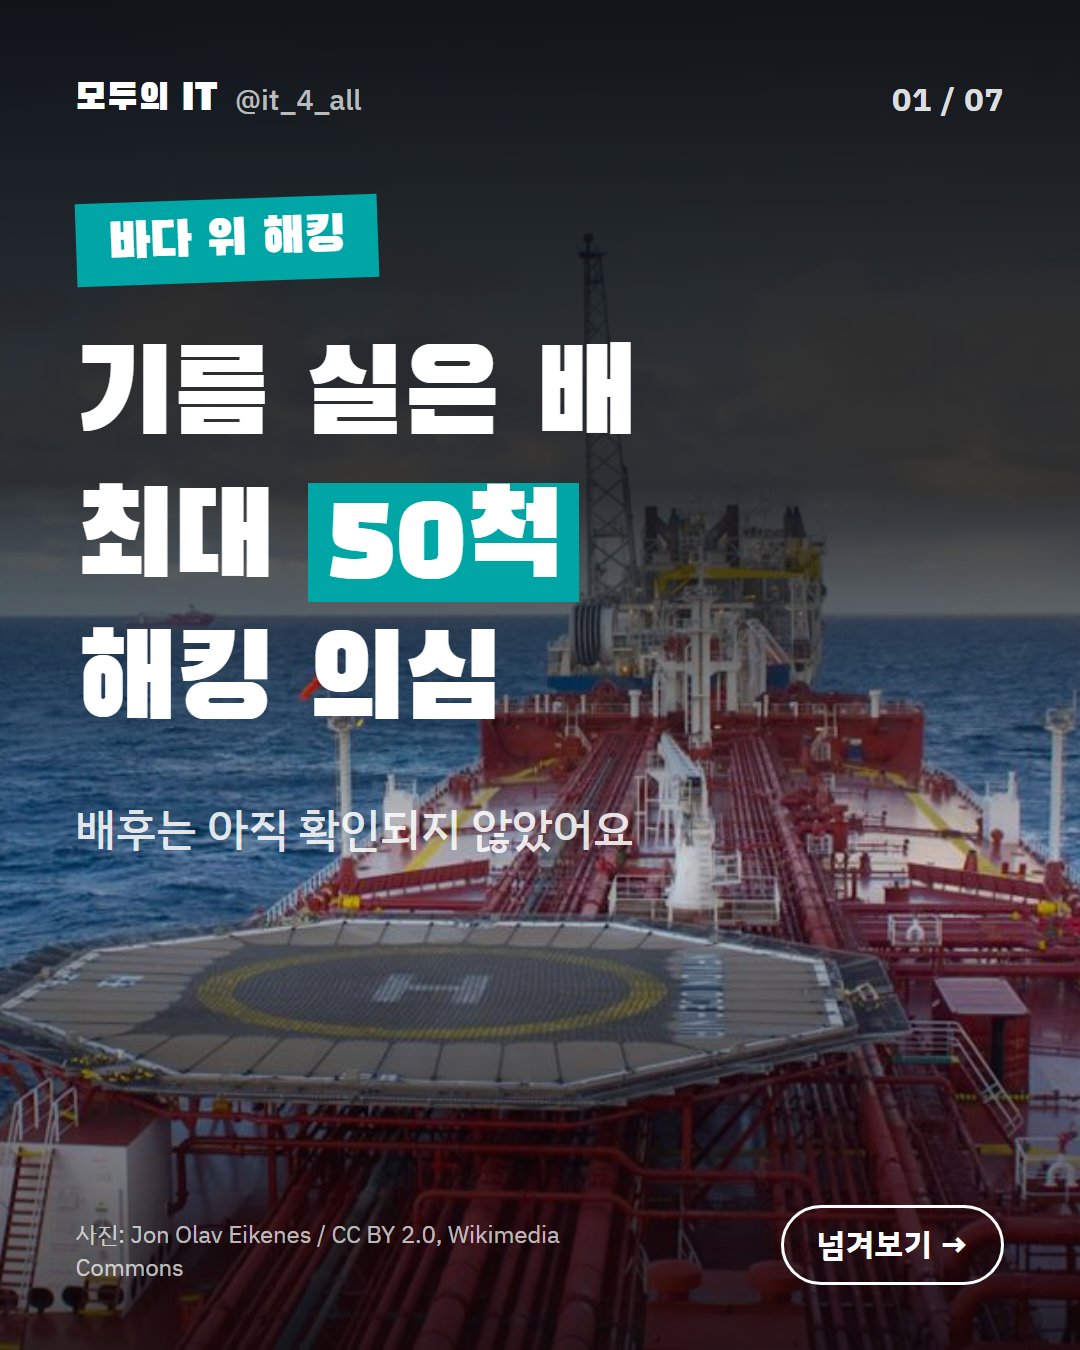 모두의 IT @it_4_all
01 / 07
바다 위 해킹
기름 실은 배
최대 50척
해킹 의심
배후는 아직 확인되지 않았어요
사진: Jon Olav Eikenes / CC BY 2.0, Wikimedia
Commons
넘겨보기 →
H